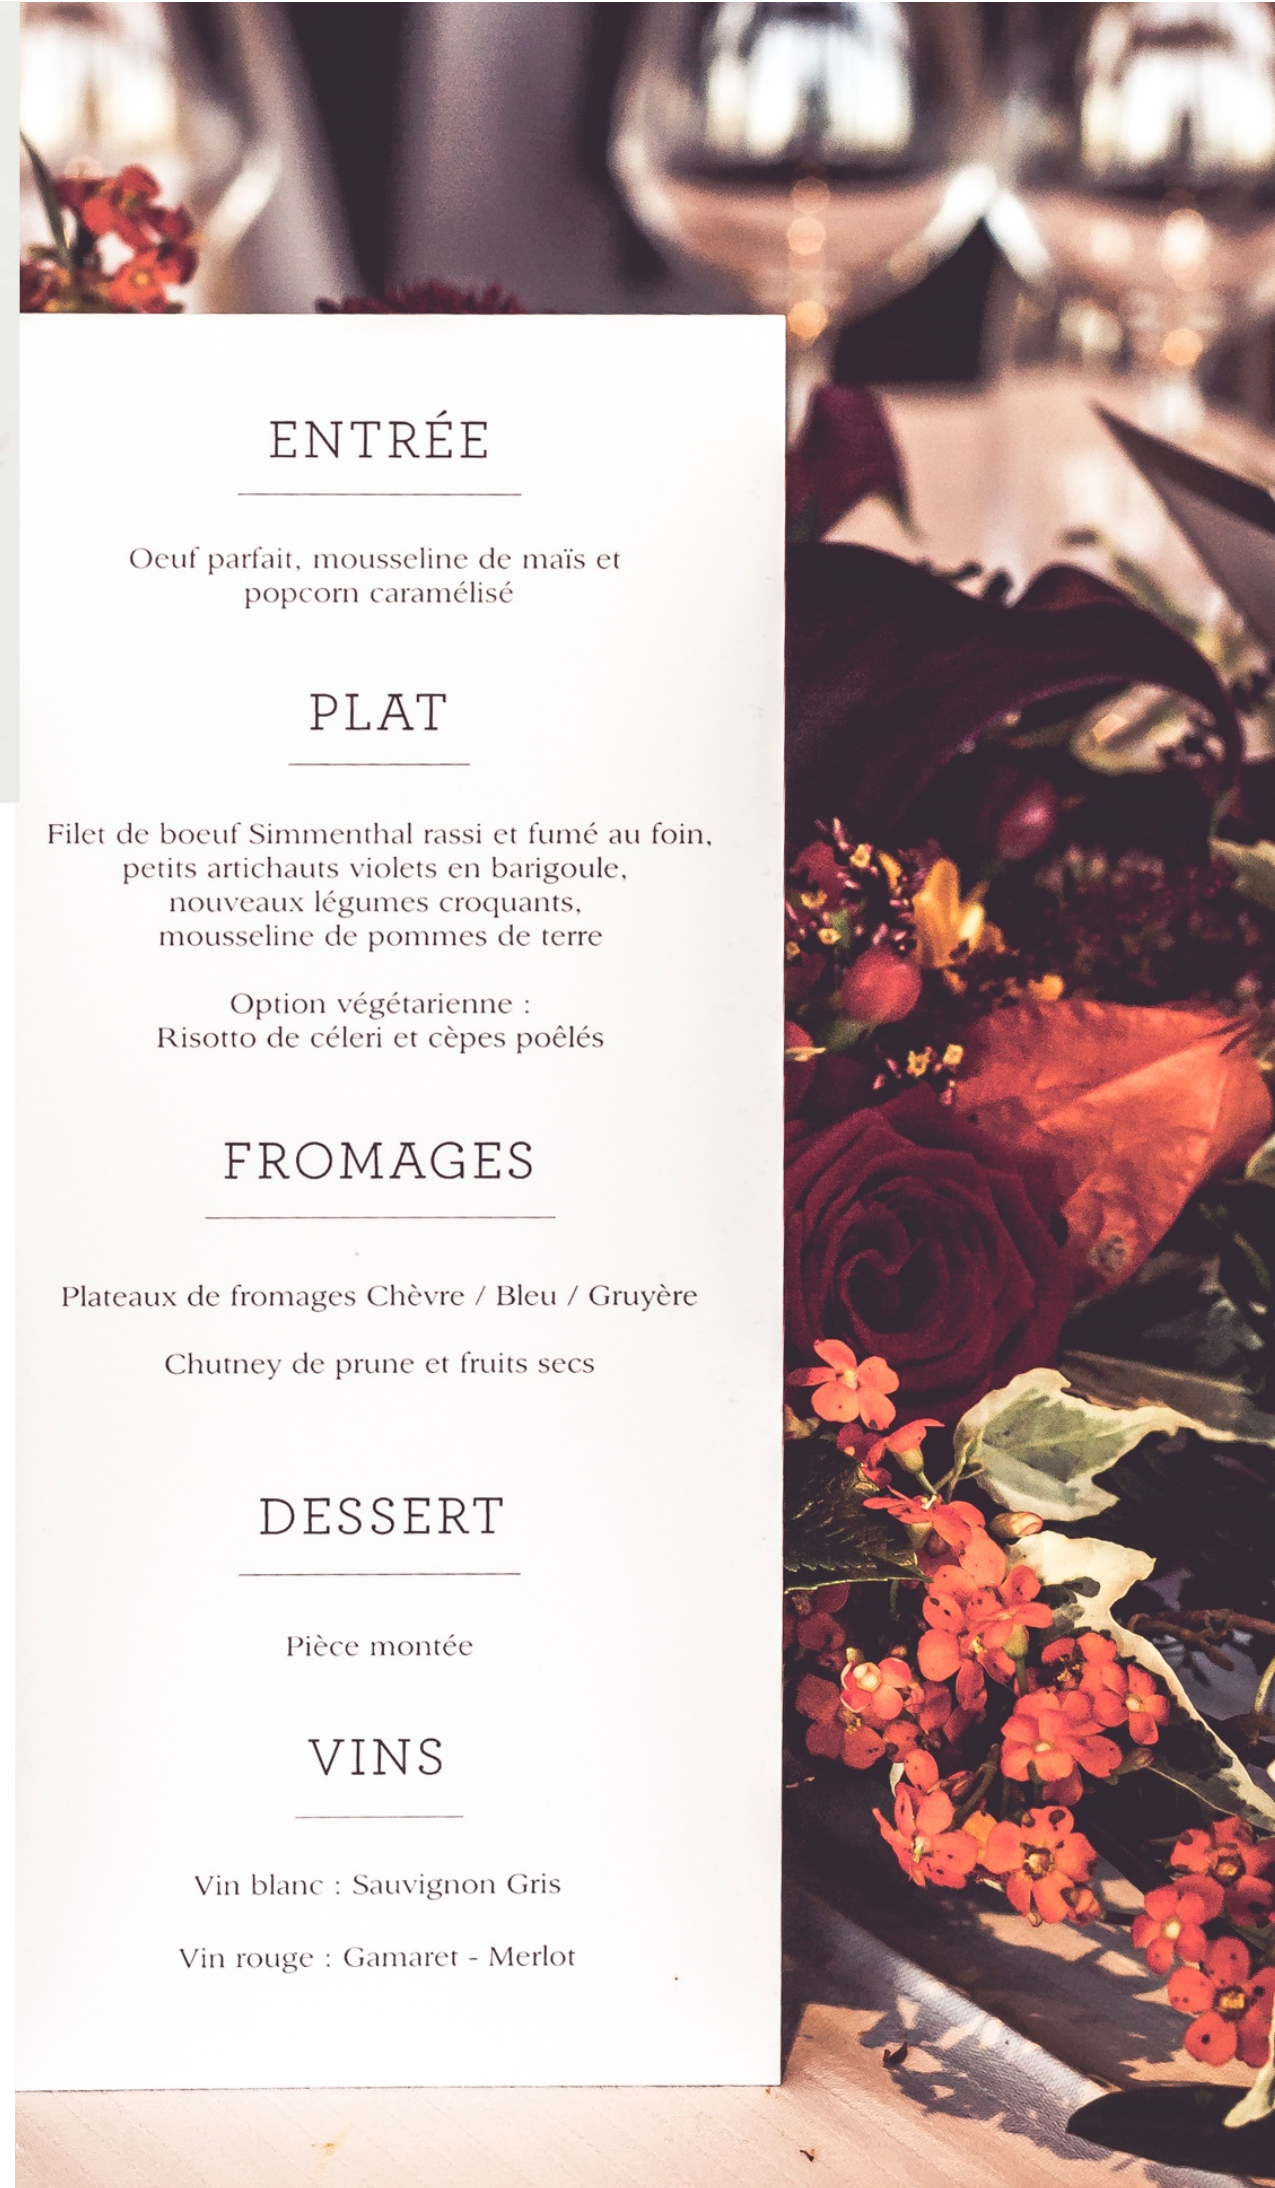 ENTRÉE
Oeuf parfait, mousseline de maïs et
popcorn caramélisé
PLAT
Filet de boeuf Simmenthal rassi et fumé au foin,
petits artichauts violets en barigoule,
nouveaux légumes croquants,
mousseline de pommes de terre
Option végétarienne :
Risotto de céleri et cèpes poêlés
FROMAGES
Plateaux de fromages Chèvre / Bleu / Gruyère
Chutney de prune et fruits secs
DESSERT
Pièce montée
VINS
Vin blanc : Sauvignon Gris
Vin rouge : Gamaret - Merlot